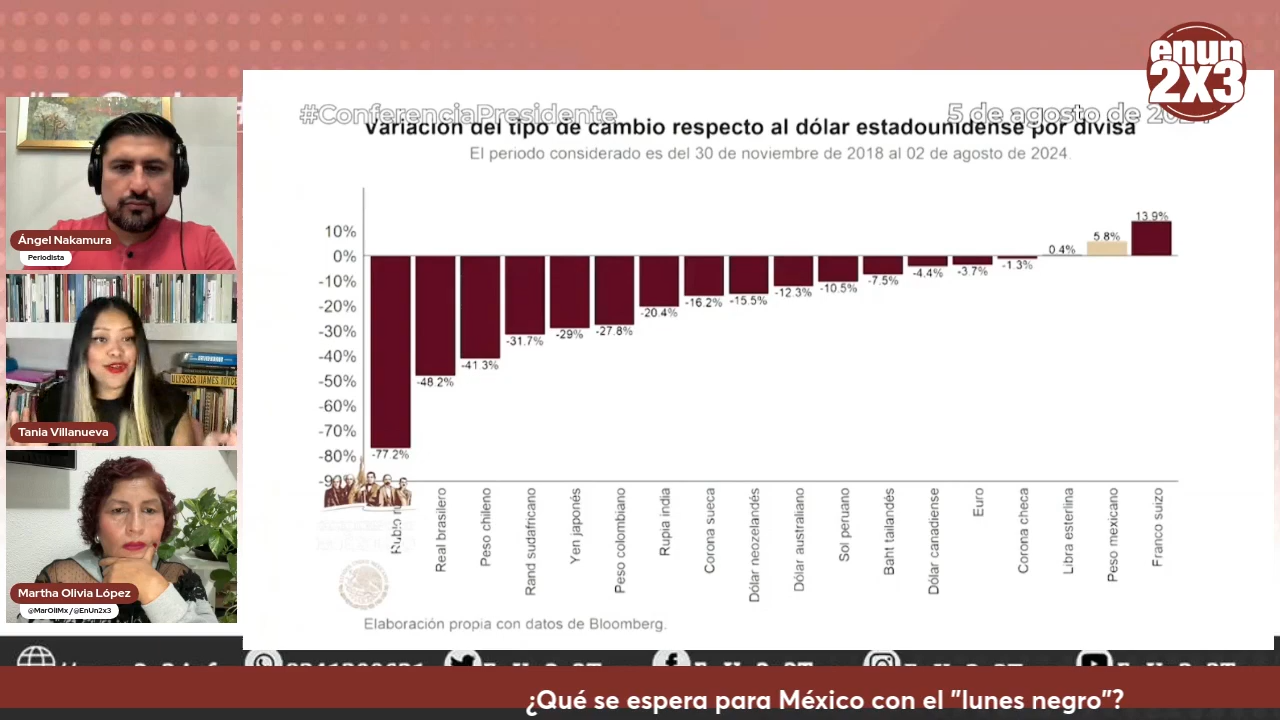 enun
2x3
#ConferenciaPresidente
5 de agosto de
Variación del tipo de cambio respecto al dólar estadounidense por divisa
El periodo considerado es del 30 de noviembre de 2018 al 02 de agosto de 2024.
10%
0%
-10%
-20%
-30%
-40%
-50%
-60%
-70%
-80%
-90%
-77.2%
-48.2%
-41.3%
-31.7%
-29%
-27.8%
-20.4%
-16.2%
-15.5%
-12.3%
-10.5%
-7.5%
-4.4%
-3.7%
-1.3%
0.4%
5.8%
13.9%
Real brasilero
Peso chileno
Rand sudafricano
Yen japonés
Peso colombiano
Rupia india
Corona sueca
Dólar neozelandés
Dólar australiano
Sol peruano
Baht tailandés
Dólar canadiense
Euro
Corona checa
Libra esterlina
Peso mexicano
Franco suizo
Elaboración propia con datos de Bloomberg.
Ángel Nakamura
Periodista
Tania Villanueva
ULYSSES JAMES JOYCE
Martha Olivia López
@MarOliMx /@EnUn2x3
¿Qué se espera para México con el "lunes negro"?